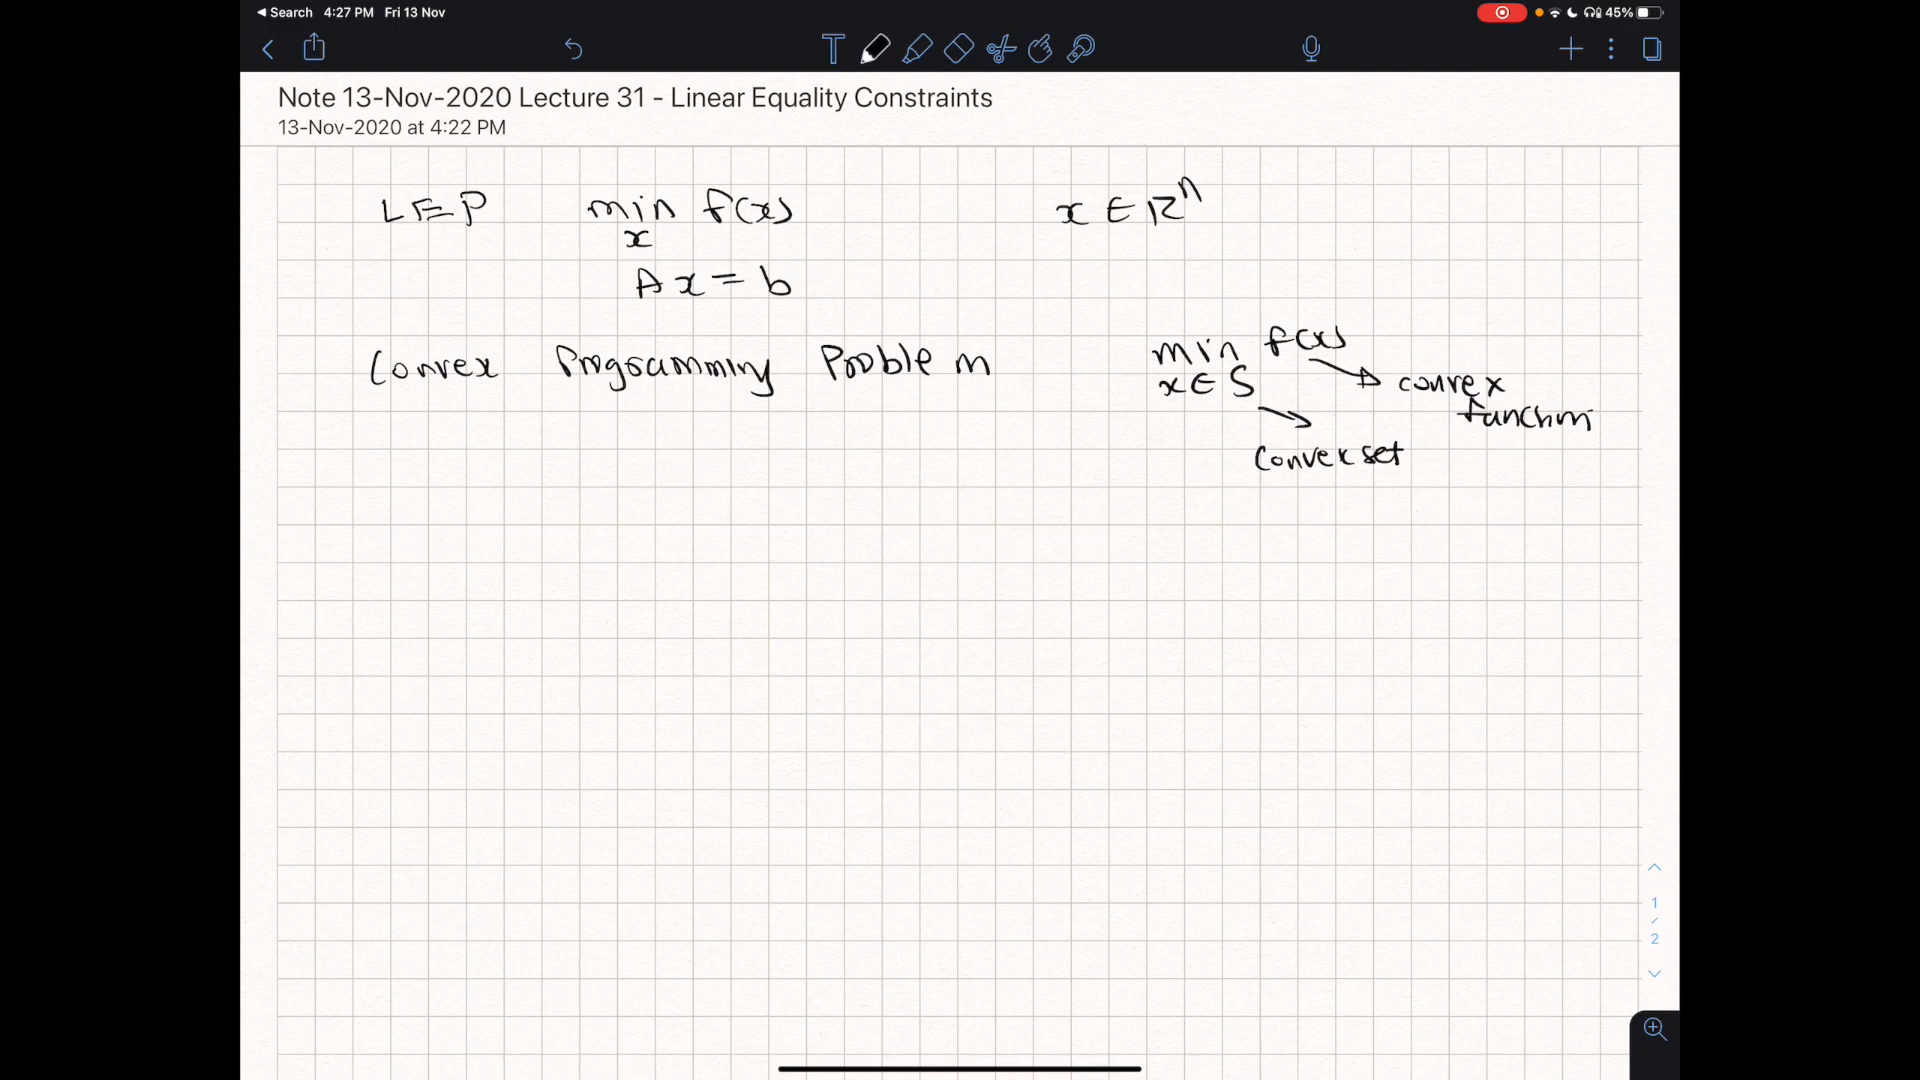 Search 4:27 PM Fri 13 Nov 45%
Note 13-Nov-2020 Lecture 31 - Linear Equality Constraints
13-Nov-2020 at 4:22 PM
LEP min f(x) x ∈ ℝⁿ
x
Ax = b
Convex Programming Problem min f(x)
x ∈ S convex
function
Convex set
1
/
2